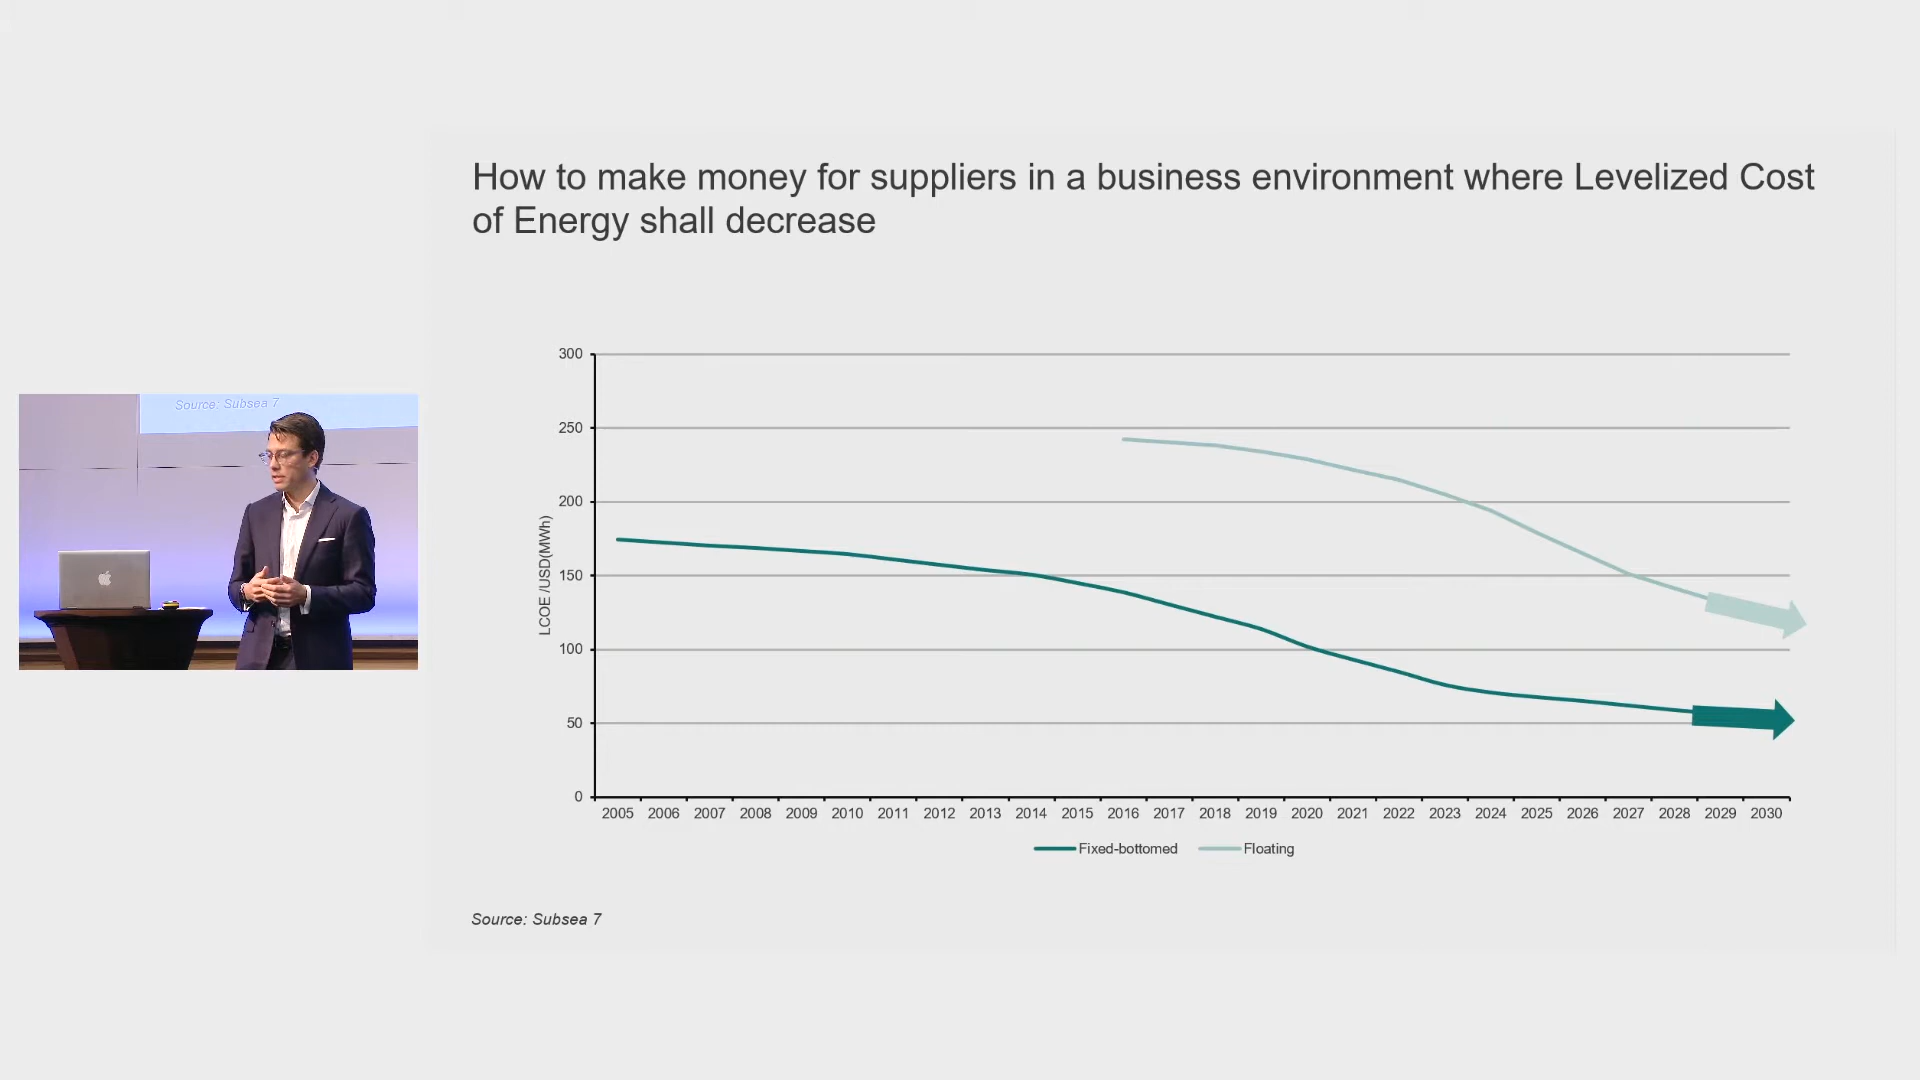 How to make money for suppliers in a business environment where Levelized Cost
of Energy shall decrease
Source: Subsea 7
300
250
200
150
100
50
0
LCOE /USD(MWh)
2005 2006 2007 2008 2009 2010 2011 2012 2013 2014 2015 2016 2017 2018 2019 2020 2021 2022 2023 2024 2025 2026 2027 2028 2029 2030
Fixed-bottomed Floating
Source: Subsea 7